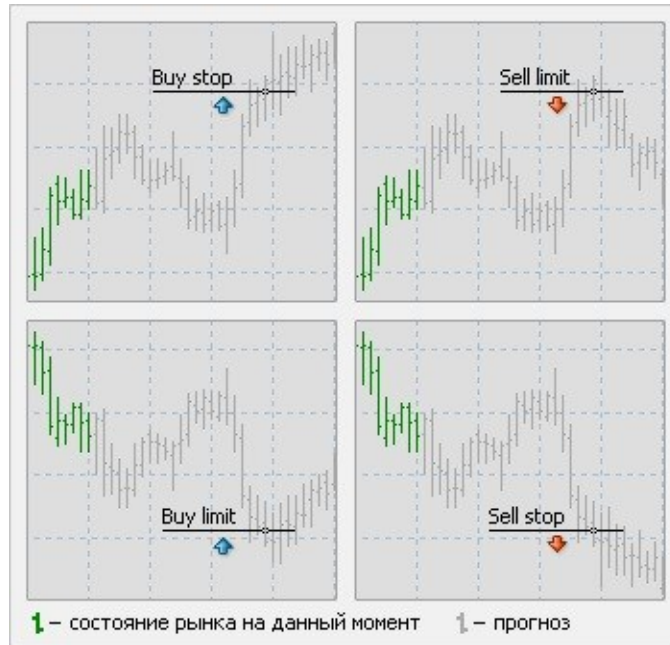 Buy stop
Sell limit
Buy limit
Sell stop
– состояние рынка на данный момент
– прогноз